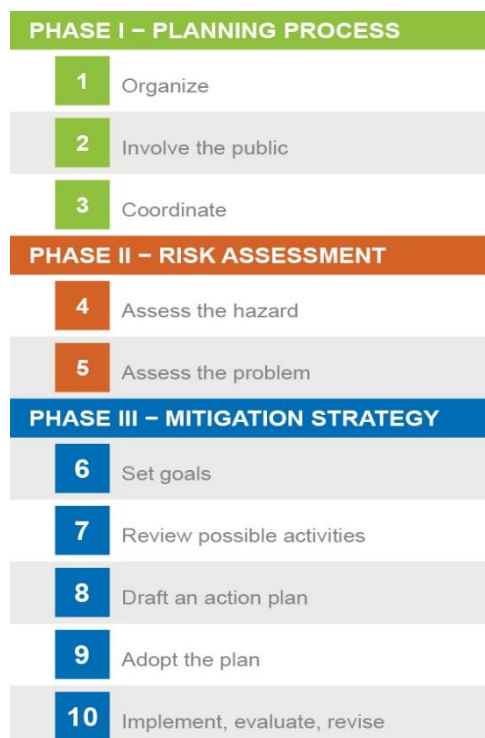 PHASE I – PLANNING PROCESS
1 Organize
2 Involve the public
3 Coordinate
PHASE II – RISK ASSESSMENT
4 Assess the hazard
5 Assess the problem
PHASE III – MITIGATION STRATEGY
6 Set goals
7 Review possible activities
8 Draft an action plan
9 Adopt the plan
10 Implement, evaluate, revise